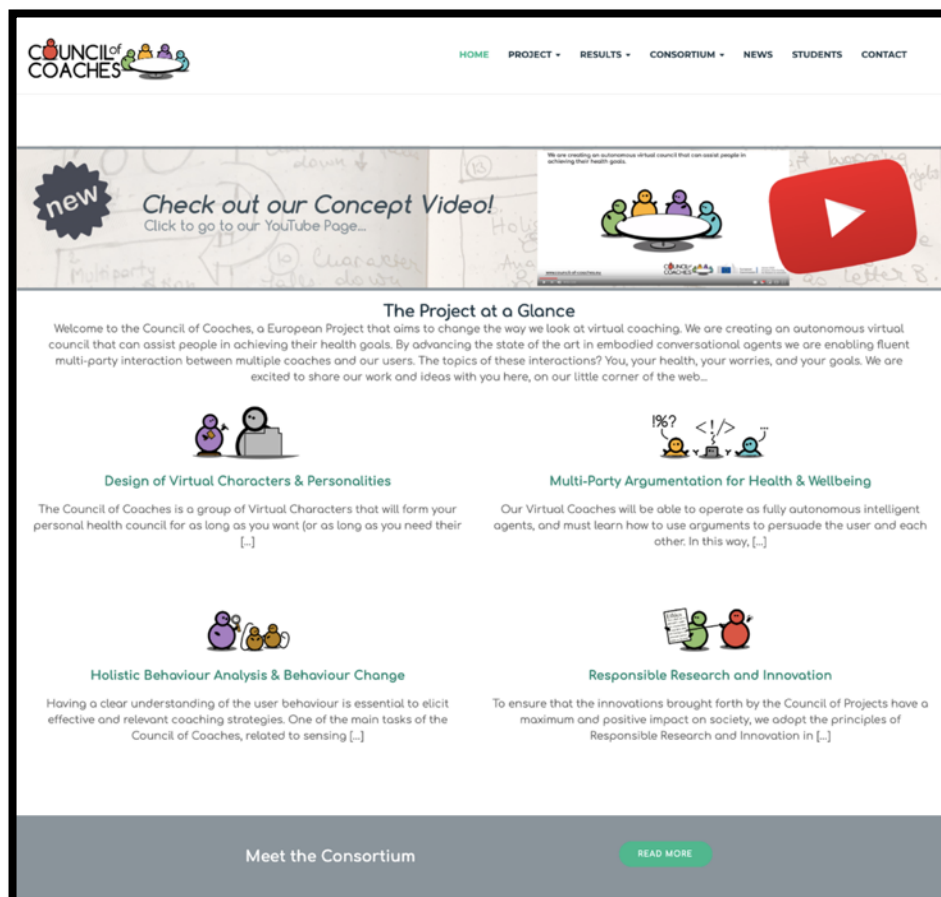 COUNCIL of
COACHES
HOME PROJECT RESULTS CONSORTIUM NEWS STUDENTS CONTACT
new
Check out our Concept Video!
Click to go to our YouTube Page...
We are creating an autonomous virtual council that can assist people in
achieving their health goals.
www.council-of-coaches.eu
COUNCIL of
COACHES
down
Multiparty
Character
falls down
letter B.
The Project at a Glance
Welcome to the Council of Coaches, a European Project that aims to change the way we look at virtual coaching. We are creating an autonomous virtual
council that can assist people in achieving their health goals. By advancing the state of the art in embodied conversational agents we are enabling fluent
multi-party interaction between multiple coaches and our users. The topics of these interactions? You, your health, your worries, and your goals. We are
excited to share our work and ideas with you here, on our little corner of the web...
!%? <!/> ...
Design of Virtual Characters & Personalities
The Council of Coaches is a group of Virtual Characters that will form your
personal health council for as long as you want (or as long as you need their
[...]
Multi-Party Argumentation for Health & Wellbeing
Our Virtual Coaches will be able to operate as fully autonomous intelligent
agents, and must learn how to use arguments to persuade the user and each
other. In this way, [...]
Holistic Behaviour Analysis & Behaviour Change
Having a clear understanding of the user behaviour is essential to elicit
effective and relevant coaching strategies. One of the main tasks of the
Council of Coaches, related to sensing [...]
Responsible Research and Innovation
To ensure that the innovations brought forth by the Council of Projects have a
maximum and positive impact on society, we adopt the principles of
Responsible Research and Innovation in [...]
Meet the Consortium
READ MORE